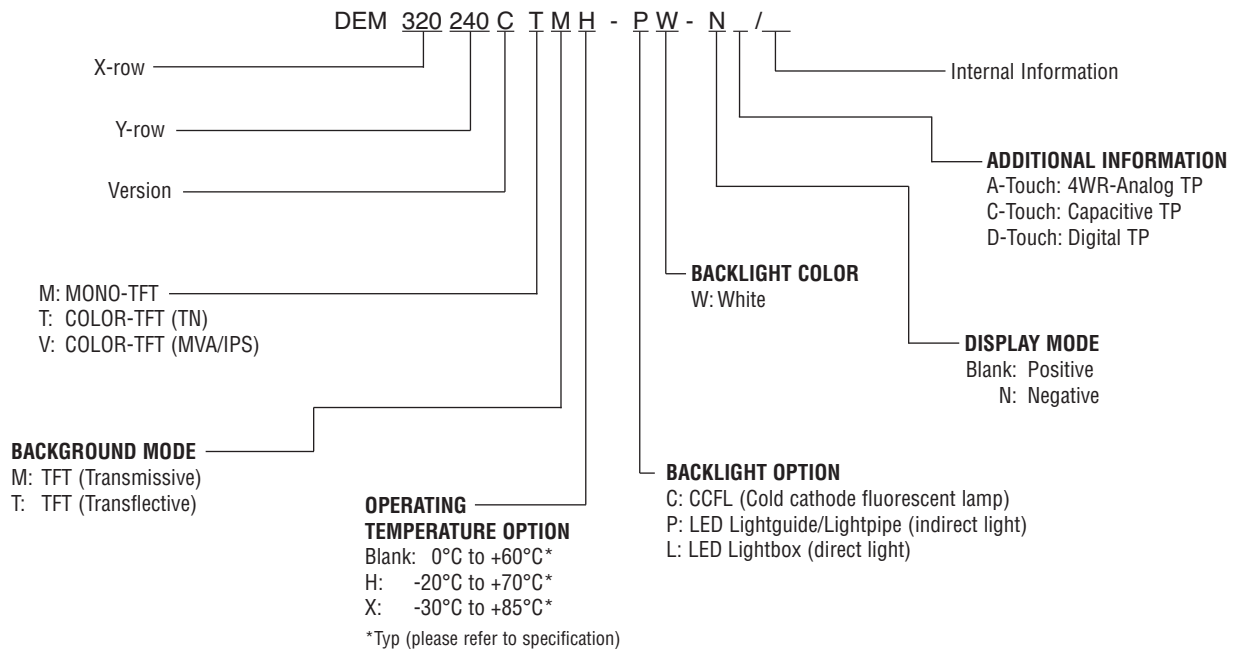 DEM 320 240 C T M H - P W - N _ / __
X-row
Internal Information
Y-row
ADDITIONAL INFORMATION
A-Touch: 4WR-Analog TP
C-Touch: Capacitive TP
D-Touch: Digital TP
Version
BACKLIGHT COLOR
W: White
M: MONO-TFT
T: COLOR-TFT (TN)
V: COLOR-TFT (MVA/IPS)
DISPLAY MODE
Blank: Positive
N: Negative
BACKGROUND MODE
M: TFT (Transmissive)
T: TFT (Transflective)
OPERATING
TEMPERATURE OPTION
Blank: 0°C to +60°C*
H: -20°C to +70°C*
X: -30°C to +85°C*
*Typ (please refer to specification)
BACKLIGHT OPTION
C: CCFL (Cold cathode fluorescent lamp)
P: LED Lightguide/Lightpipe (indirect light)
L: LED Lightbox (direct light)